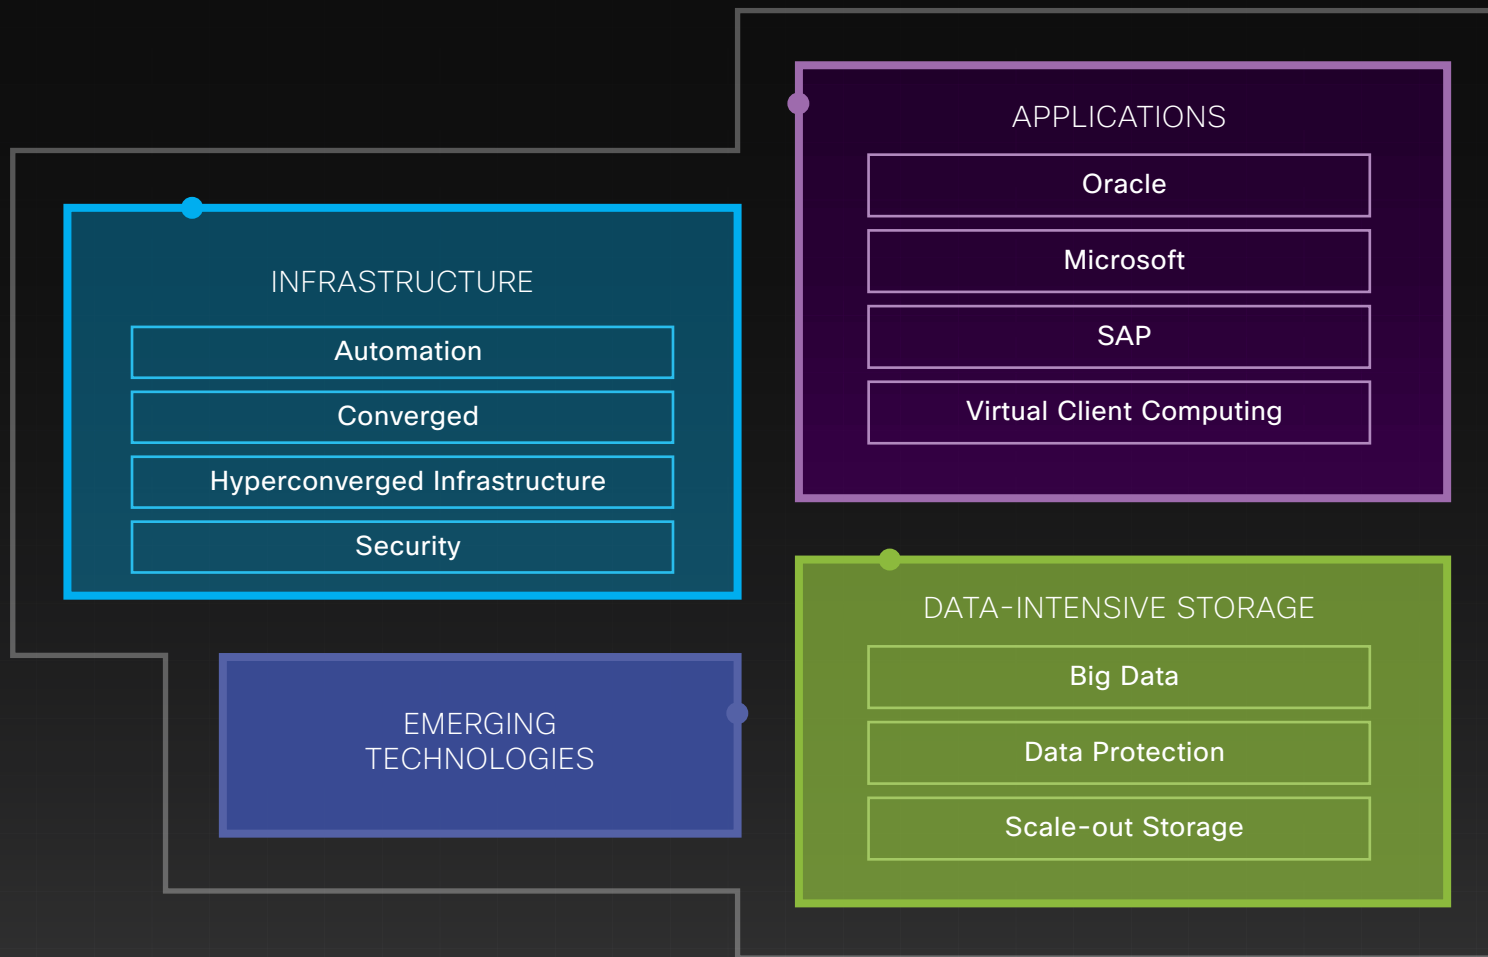 APPLICATIONS
Oracle
Microsoft
SAP
Virtual Client Computing
INFRASTRUCTURE
Automation
Converged
Hyperconverged Infrastructure
Security
EMERGING
TECHNOLOGIES
DATA-INTENSIVE STORAGE
Big Data
Data Protection
Scale-out Storage